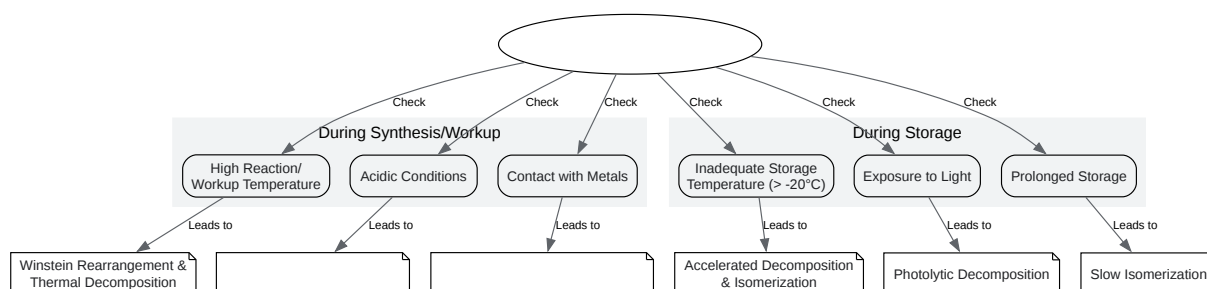 Check
Check
Check
Check
Check
Check
During Synthesis/Workup
During Storage
High Reaction/
Workup Temperature
Acidic Conditions
Contact with Metals
Inadequate Storage
Temperature (> -20°C)
Exposure to Light
Prolonged Storage
Leads to
Leads to
Leads to
Leads to
Leads to
Leads to
Winstein Rearrangement &
Thermal Decomposition
Accelerated Decomposition
& Isomerization
Photolytic Decomposition
Slow Isomerization